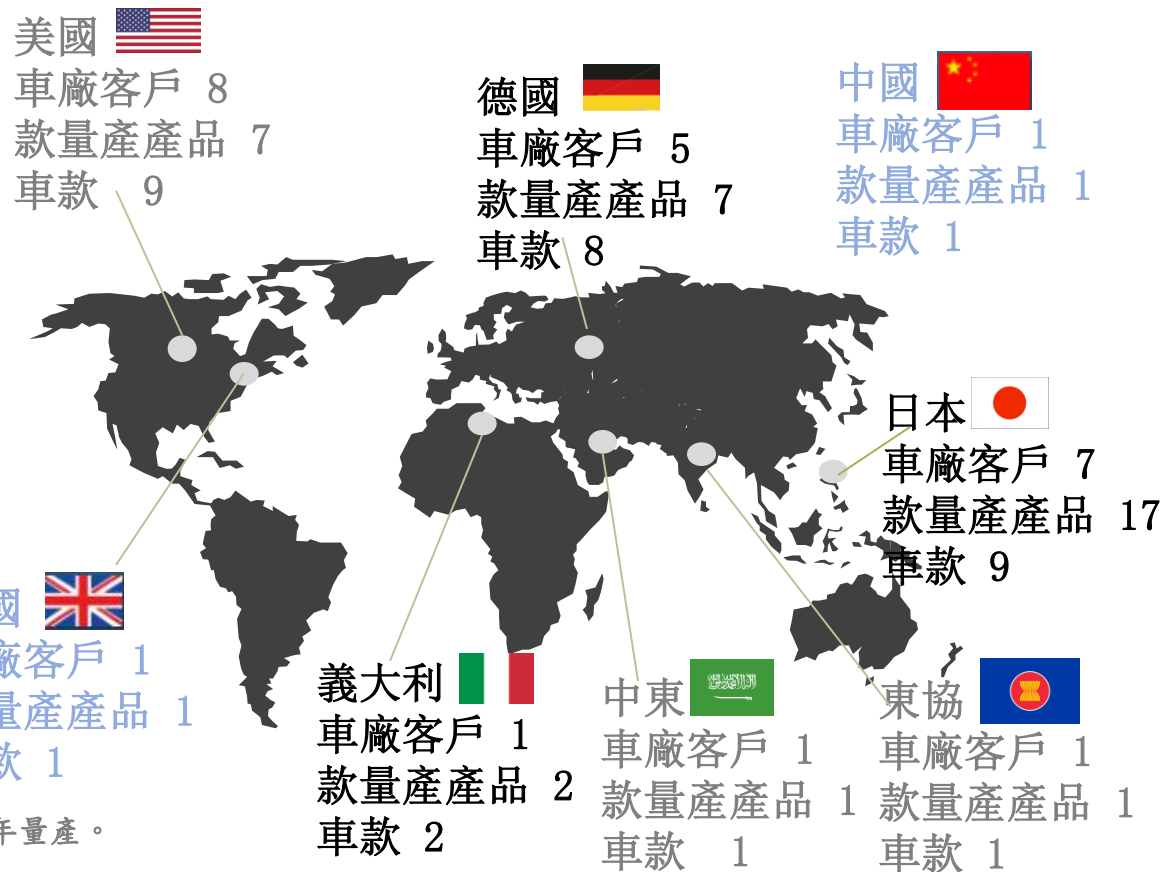 美國
車廠客戶 8
款量產產品 7
車款 9
德國
車廠客戶 5
款量產產品 7
車款 8
中國
車廠客戶 1
款量產產品 1
車款 1
日本
車廠客戶 7
款量產產品 17
車款 9
國
廠客戶 1
量產產品 1
款 1
義大利
車廠客戶 1
款量產產品 2
車款 2
中東
車廠客戶 1
款量產產品 1
車款 1
東協
車廠客戶 1
款量產產品 1
車款 1
年量產。